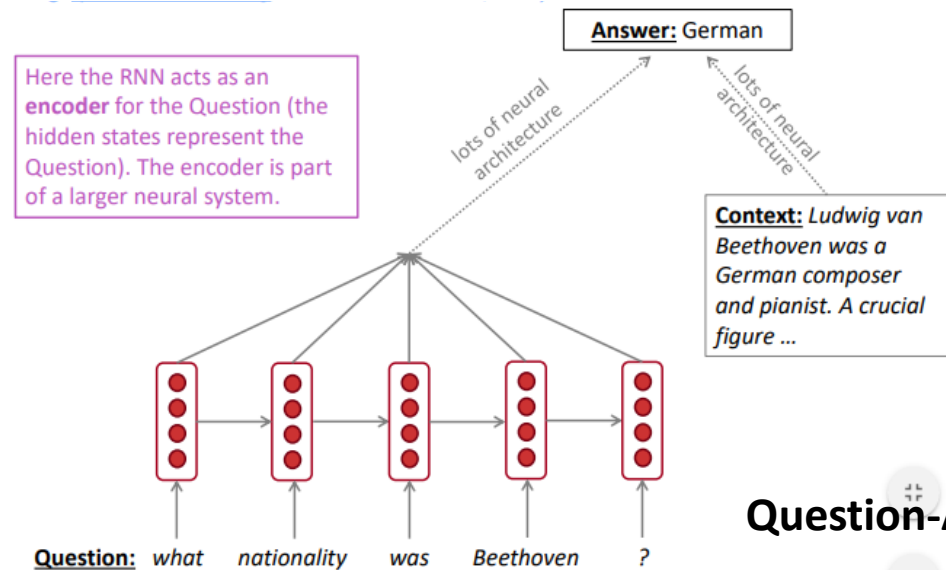 Answer: German
Here the RNN acts as an
encoder for the Question (the
hidden states represent the
Question). The encoder is part
of a larger neural system.
lots of neural
architecture
lots of neural
architecture
Context: Ludwig van
Beethoven was a
German composer
and pianist. A crucial
figure ...
Question-
Question: what nationality was Beethoven ?